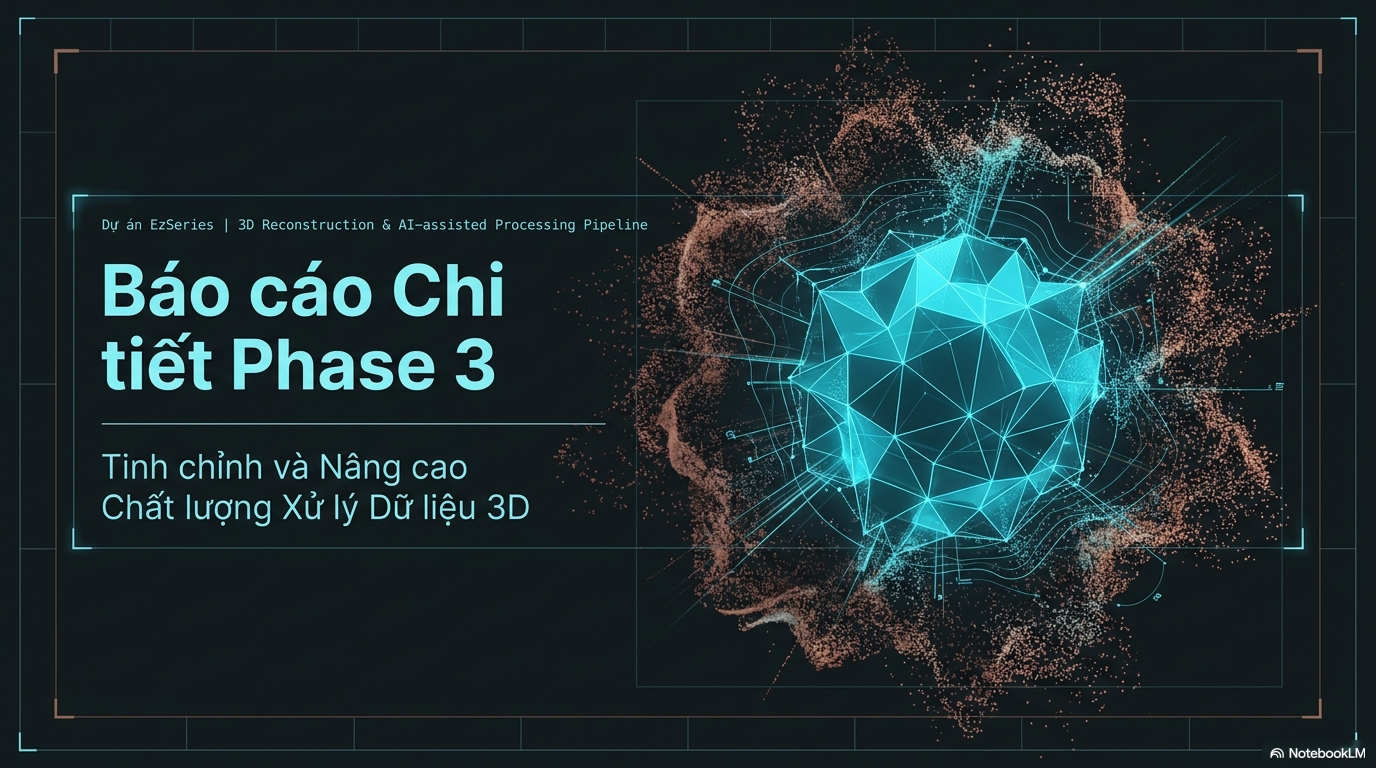 Dự án EzSeries | 3D Reconstruction & AI-assisted Processing Pipeline
Báo cáo Chi
tiết Phase 3
Tinh chỉnh và Nâng cao
Chất lượng Xử lý Dữ liệu 3D
NotebookLM